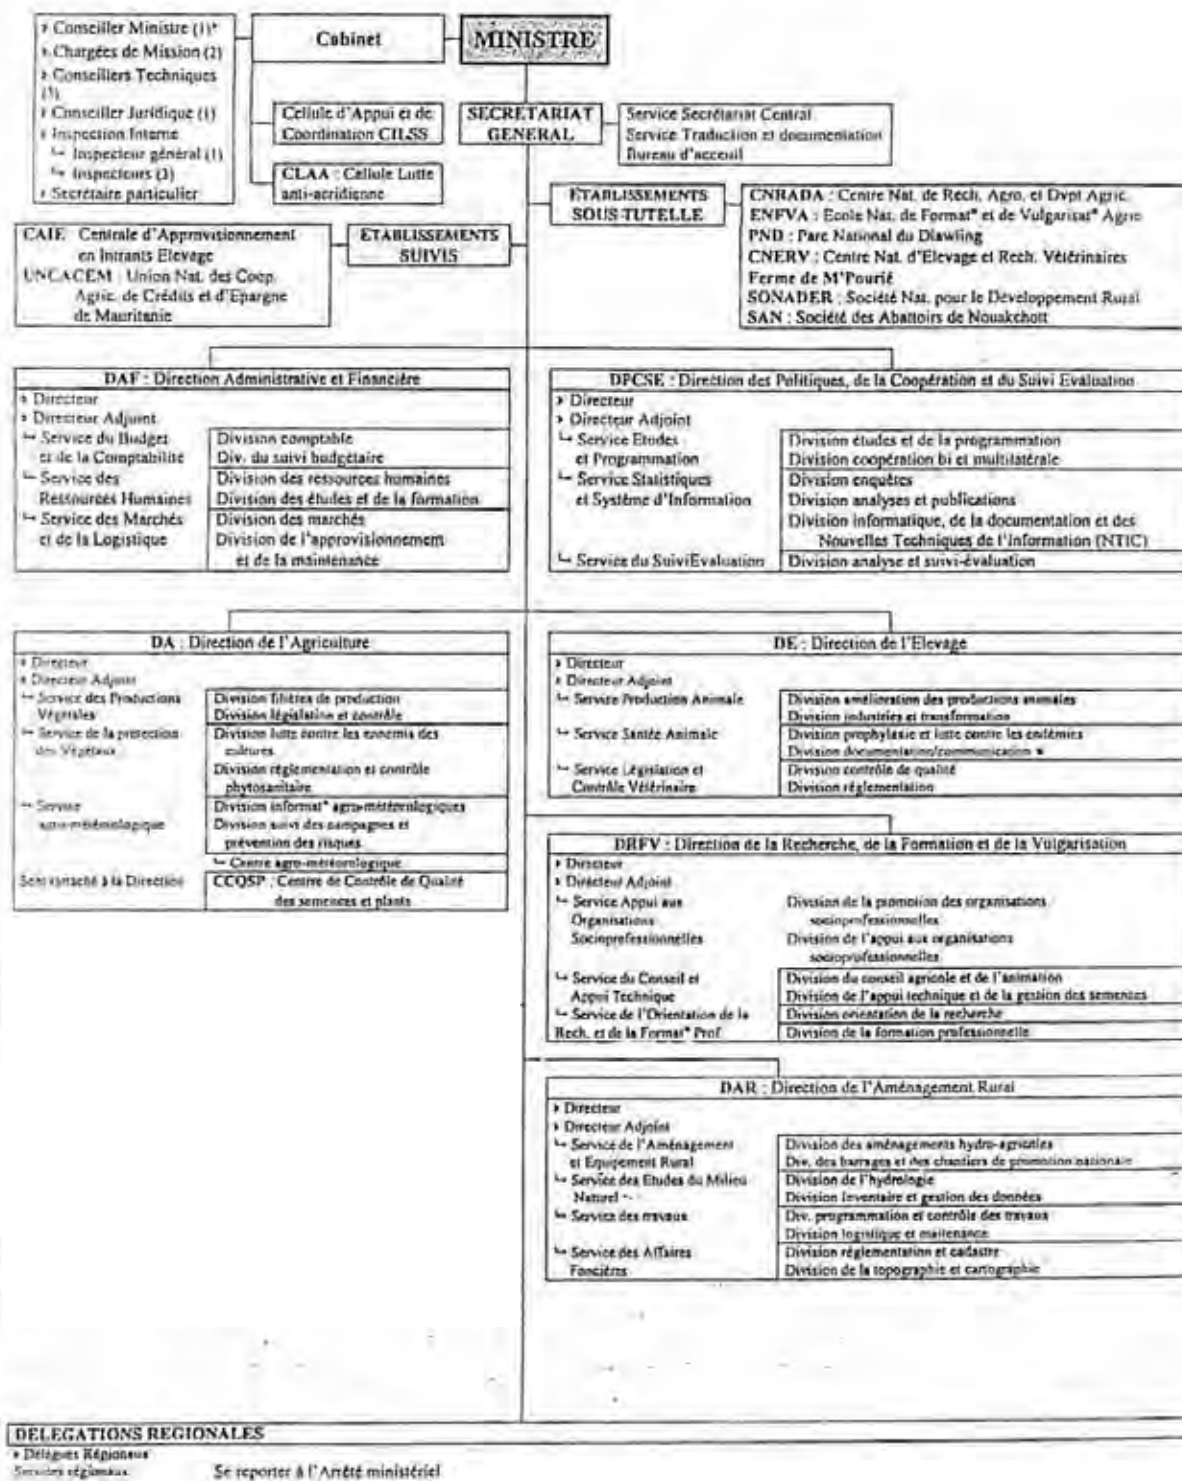 › Conseiller Ministre (1)*
› Chargées de Mission (2)
› Conseillers Techniques
(3)
› Conseiller Juridique (1)
› Inspection Interne
↳ Inspecteur général (1)
↳ Inspecteurs (3)
› Secrétaire particulier
Cabinet
MINISTRE
Cellule d'Appui et de
Coordination CILSS
CLAA : Cellule Lutte
anti-acridienne
SECRETARIAT
GENERAL
Service Secrétariat Central
Service Traduction et documentation
Bureau d'acceuil
ETABLISSEMENTS
SOUS-TUTELLE
CNRADA : Centre Nat. de Rech. Agro. et Dvpt Agric.
ENFVA : Ecole Nat. de Format° et de Vulgarisat° Agric
PND : Parc National du Diawling
CNERV : Centre Nat. d'Elevage et Rech. Vétérinaires
Ferme de M'Pourié
SONADER : Société Nat. pour le Développement Rural
SAN : Société des Abattoirs de Nouakchott
CAIE Centrale d'Approvisionnement
en Intrants Elevage
UNCACEM : Union Nat. des Coop.
Agric. de Crédits et d'Epargne
de Mauritanie
ETABLISSEMENTS
SUIVIS
DAF : Direction Administrative et Financière
› Directeur
› Directeur Adjoint
↳ Service du Budget
et de la Comptabilité
Division comptable
Div. du suivi budgétaire
↳ Service des
Ressources Humaines
Division des ressources humaines
Division des études et de la formation
↳ Service des Marchés
et de la Logistique
Division des marchés
Division de l'approvisionnement
et de la maintenance
DPCSE : Direction des Politiques, de la Coopération et du Suivi Evaluation
› Directeur
› Directeur Adjoint
↳ Service Etudes
et Programmation
Division études et de la programmation
Division coopération bi et multilatérale
↳ Service Statistiques
et Système d'Information
Division enquêtes
Division analyses et publications
Division informatique, de la documentation et des
Nouvelles Techniques de l'Information (NTIC)
↳ Service du SuiviEvaluation
Division analyse et suivi-évaluation
DA : Direction de l'Agriculture
› Directeur
› Directeur Adjoint
↳ Service des Productions
Végétales
Division filières de production
Division législation et contrôle
↳ Service de la protection
des Végétaux
Division lutte contre les ennemis des
cultures
Division réglementation et contrôle
phytosanitaire
↳ Service
agro-météorologique
Division informat° agro-météorologiques
Division suivi des campagnes et
prévention des risques
↳ Centre agro-météorologique
Sera rattaché à la Direction
CCQSP : Centre de Contrôle de Qualité
des semences et plants
DE : Direction de l'Elevage
› Directeur
› Directeur Adjoint
↳ Service Production Animale
Division amélioration des productions animales
Division industries et transformation
↳ Service Santée Animale
Division prophylaxie et lutte contre les endémies
Division documentation/communication
↳ Service Législation et
Contrôle Vétérinaire
Division contrôle de qualité
Division réglementation
DRFV : Direction de la Recherche, de la Formation et de la Vulgarisation
› Directeur
› Directeur Adjoint
↳ Service Appui aux
Organisations
Socioprofessionnelles
Division de la promotion des organisations
socioprofessionnelles
Division de l'appui aux organisations
socioprofessionnelles
↳ Service du Conseil et
Appui Technique
Division du conseil agricole et de l'animation
Division de l'appui technique et de la gestion des semences
↳ Service de l'Orientation de la
Rech. et de la Format° Prof
Division orientation de la recherche
Division de la formation professionnelle
DAR : Direction de l'Aménagement Rural
› Directeur
› Directeur Adjoint
↳ Service de l'Aménagement
et Equipement Rural
Division des aménagements hydro-agricoles
Div. des barrages et des chantiers de promotion nationale
↳ Service des Etudes du Milieu
Naturel
Division de l'hydrologie
Division Inventaire et gestion des données
↳ Service des travaux
Div. programmation et contrôle des travaux
Division logistique et maitenance
↳ Service des Affaires
Foncières
Division réglementation et cadastre
Division de la topographie et cartographie
DELEGATIONS REGIONALES
› Délégués Régionaux
Services régionaux
Se reporter à l'Arrêté ministériel